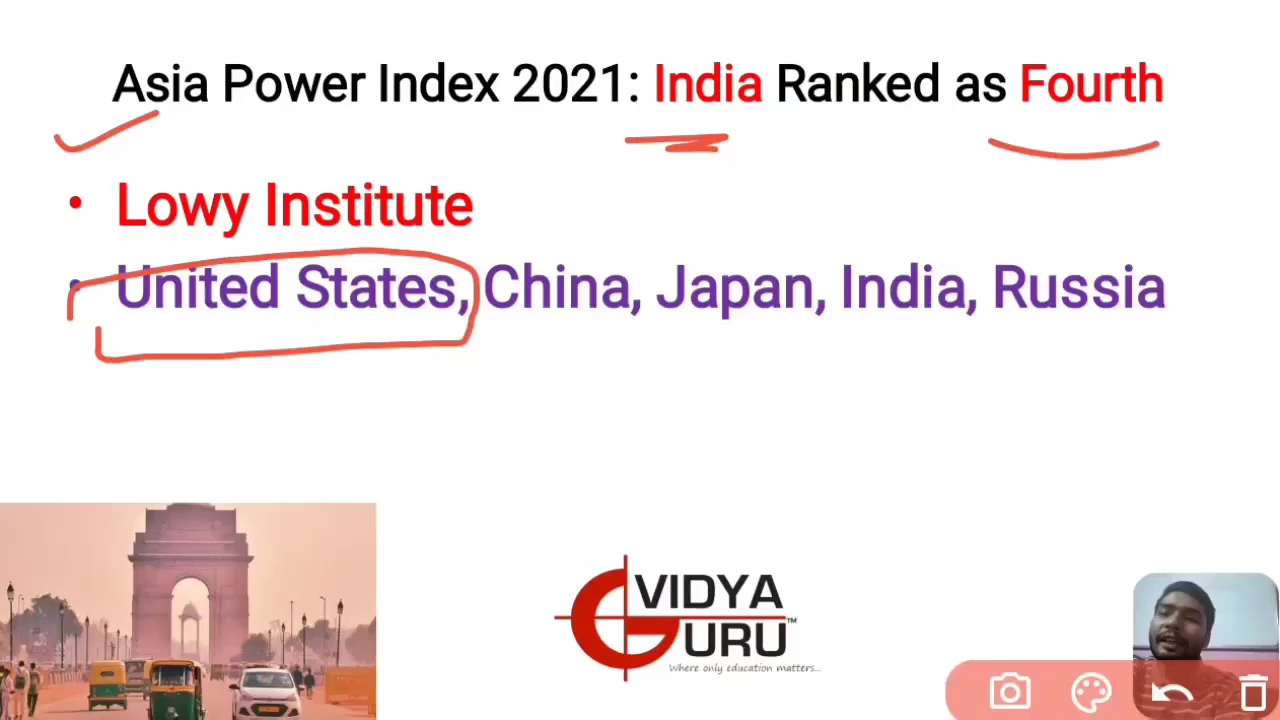 Asia Power Index 2021: India Ranked as Fourth
• Lowy Institute
• United States, China, Japan, India, Russia
VIDYA
GURU™
Where only education matters...